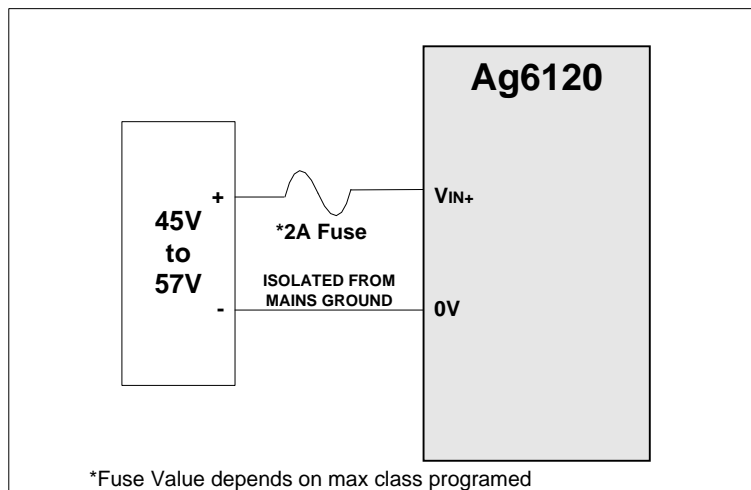 Ag6120
+
45V
to
57V
-
*2A Fuse
VIN+
ISOLATED FROM
MAINS GROUND
0V
*Fuse Value depends on max class programed